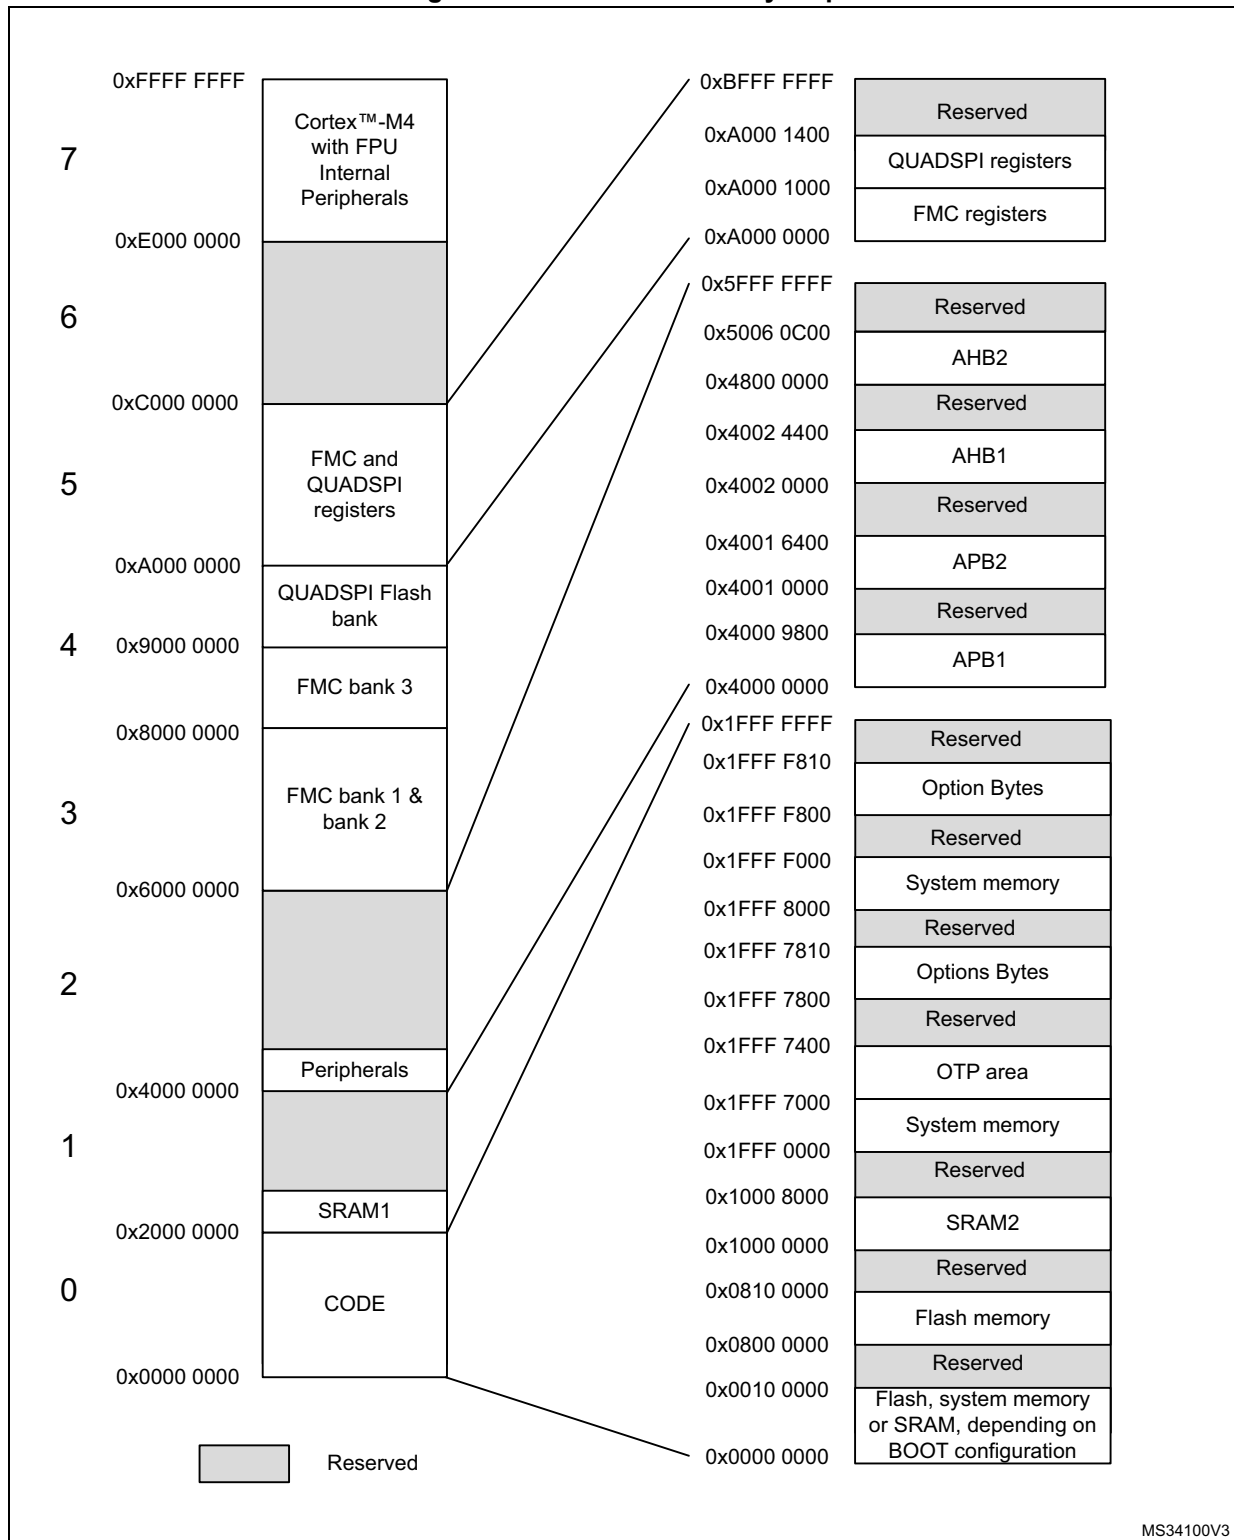 0xFFFF FFFF
7
Cortex™-M4
with FPU
Internal
Peripherals
0xE000 0000
6
0xC000 0000
5
FMC and
QUADSPI
registers
0xA000 0000
QUADSPI Flash
bank
4
0x9000 0000
FMC bank 3
0x8000 0000
3
FMC bank 1 &
bank 2
0x6000 0000
2
Peripherals
0x4000 0000
1
SRAM1
0x2000 0000
0
CODE
0x0000 0000
Reserved
0xBFFF FFFF
Reserved
0xA000 1400
QUADSPI registers
0xA000 1000
FMC registers
0xA000 0000
0x5FFF FFFF
Reserved
0x5006 0C00
AHB2
0x4800 0000
Reserved
0x4002 4400
AHB1
0x4002 0000
Reserved
0x4001 6400
APB2
0x4001 0000
Reserved
0x4000 9800
APB1
0x4000 0000
0x1FFF FFFF
Reserved
0x1FFF F810
Option Bytes
0x1FFF F800
Reserved
0x1FFF F000
System memory
0x1FFF 8000
Reserved
0x1FFF 7810
Options Bytes
0x1FFF 7800
Reserved
0x1FFF 7400
OTP area
0x1FFF 7000
System memory
0x1FFF 0000
Reserved
0x1000 8000
SRAM2
0x1000 0000
Reserved
0x0810 0000
Flash memory
0x0800 0000
Reserved
0x0010 0000
Flash, system memory
or SRAM, depending on
BOOT configuration
0x0000 0000
MS34100V3